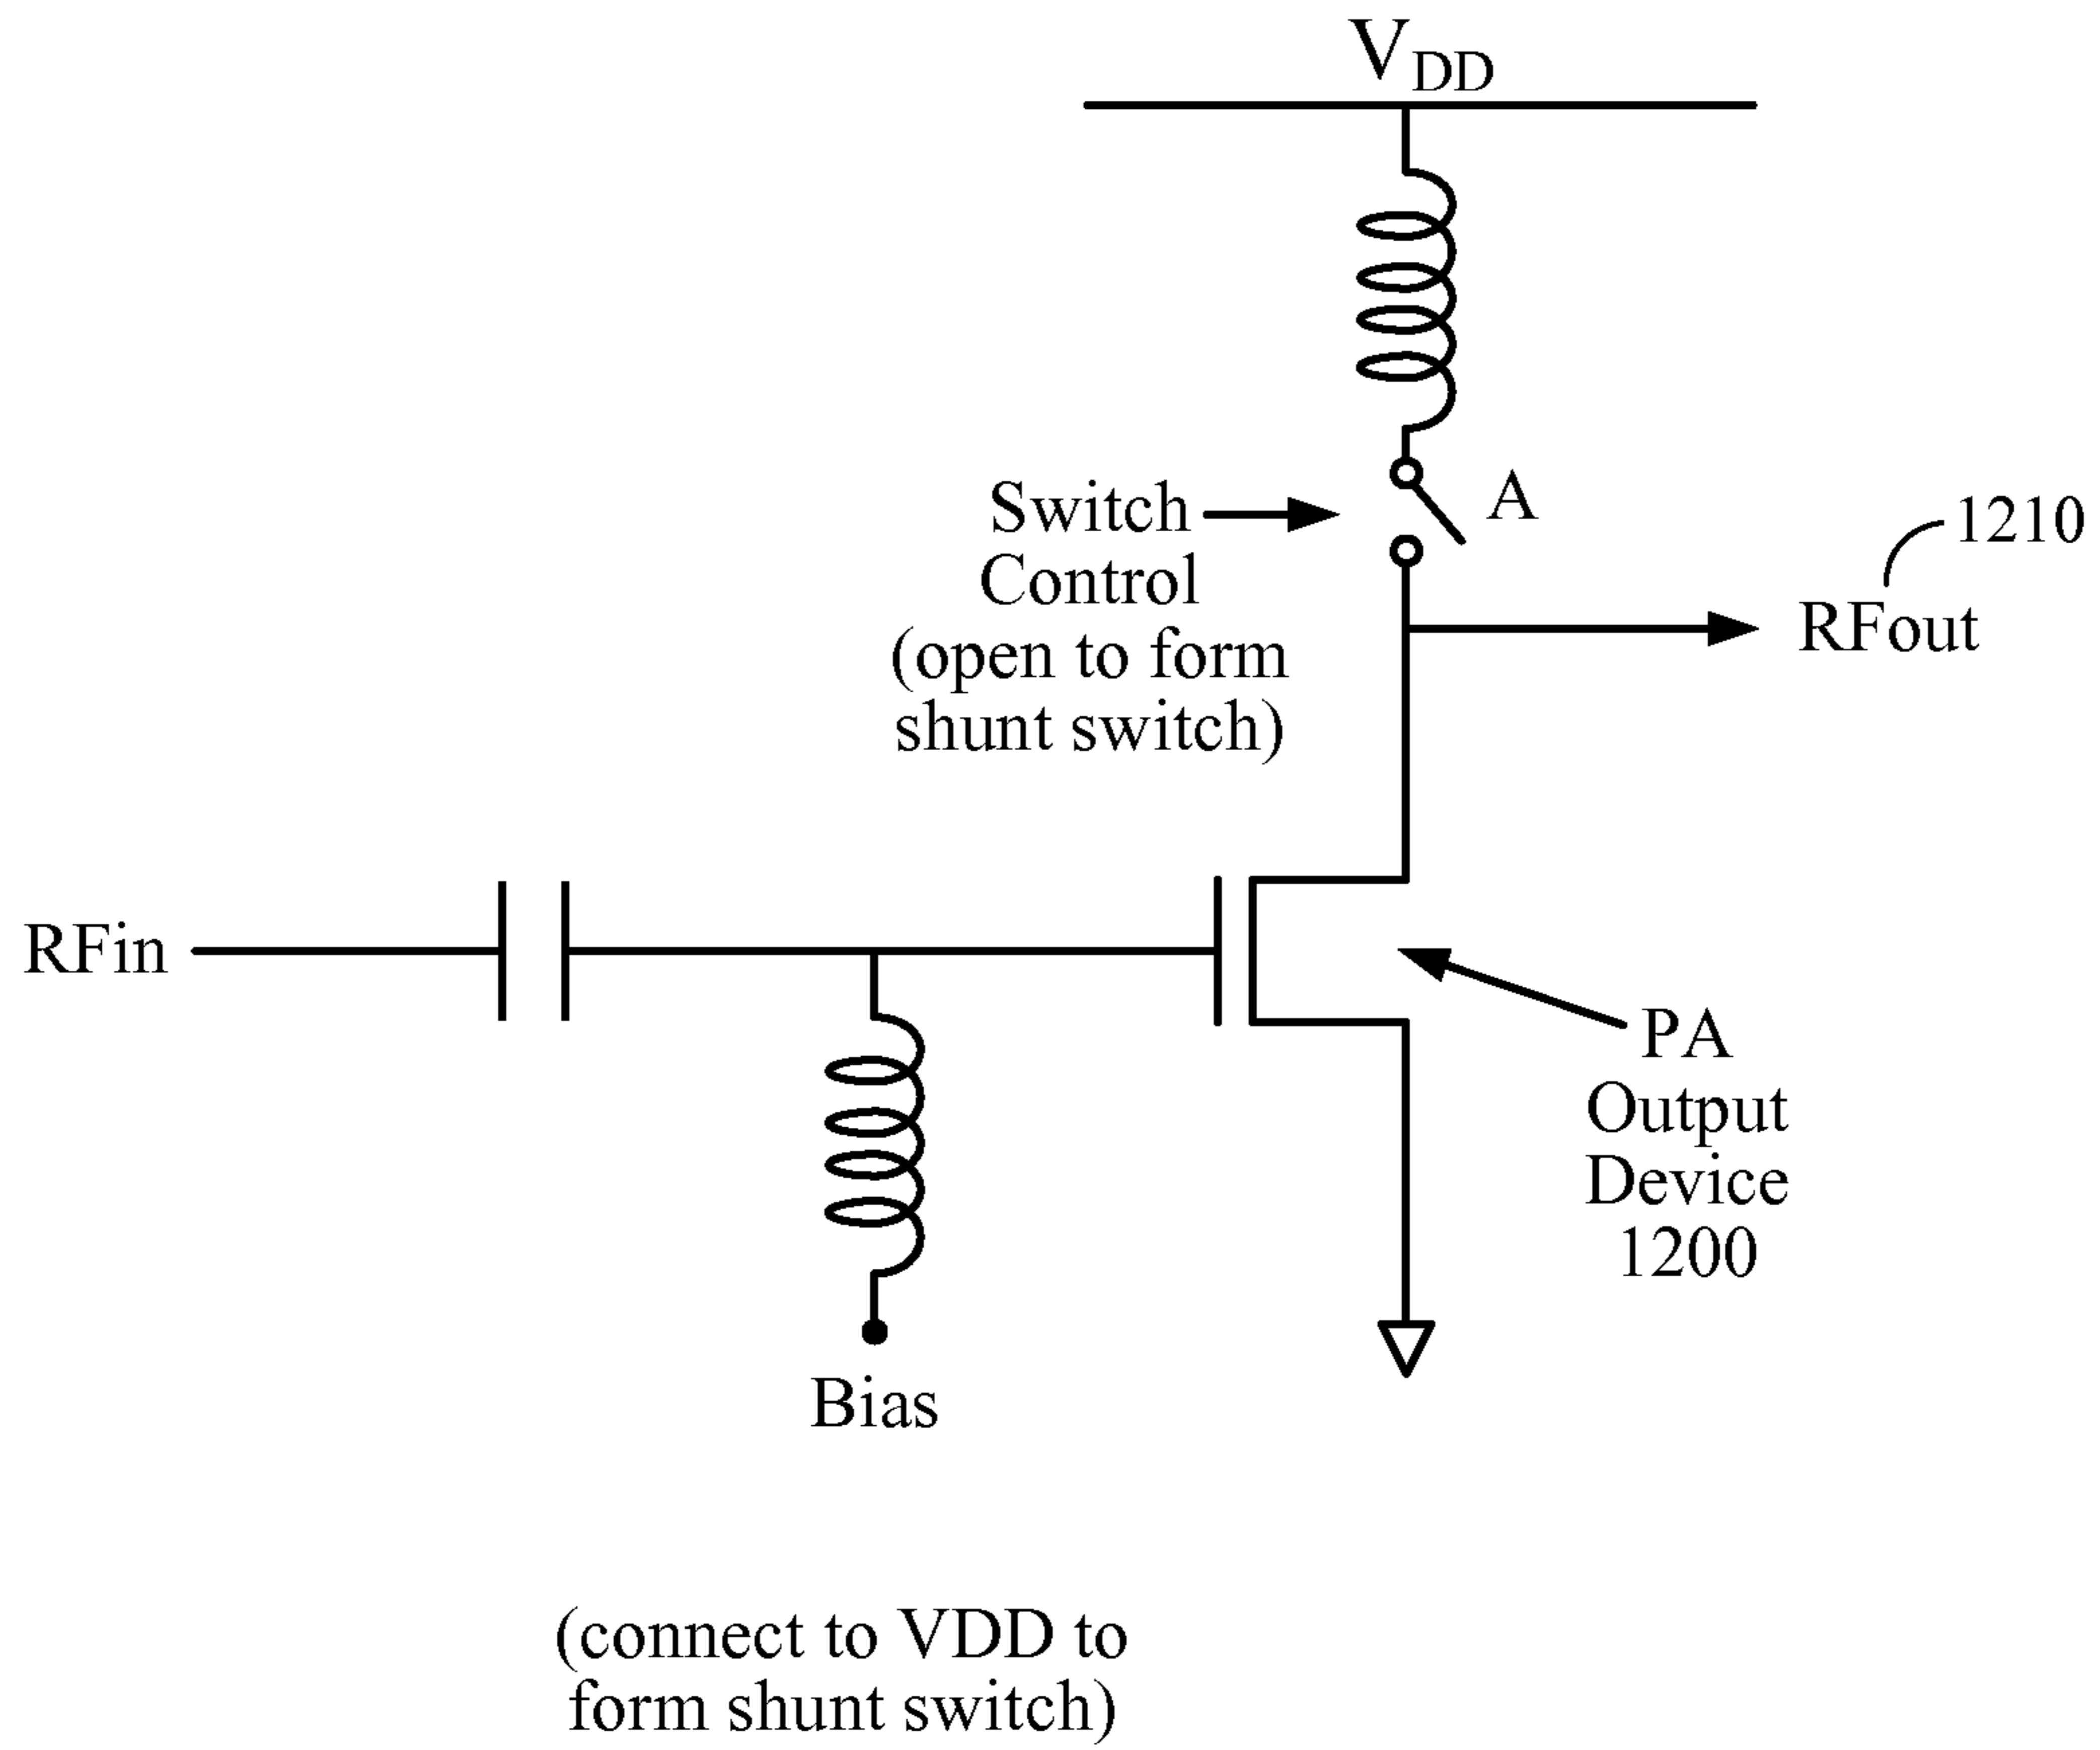 VDD
Switch
Control
(open to form
shunt switch)
A
1210
RFout
RFin
PA
Output
Device
1200
Bias
(connect to VDD to
form shunt switch)